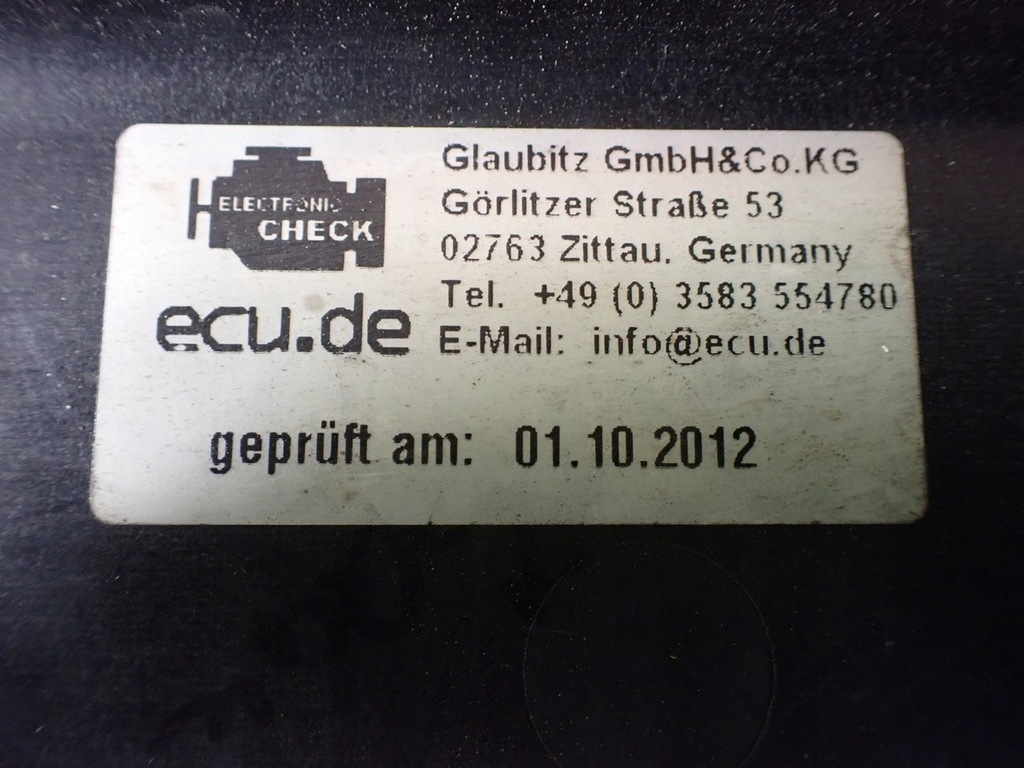 ELECTRONIC
CHECK
ecu.de
Glaubitz GmbH&Co.KG
Görlitzer Straße 53
02763 Zittau, Germany
Tel. +49 (0) 3583 554780
E-Mail: info@ecu.de
geprüft am: 01.10.2012